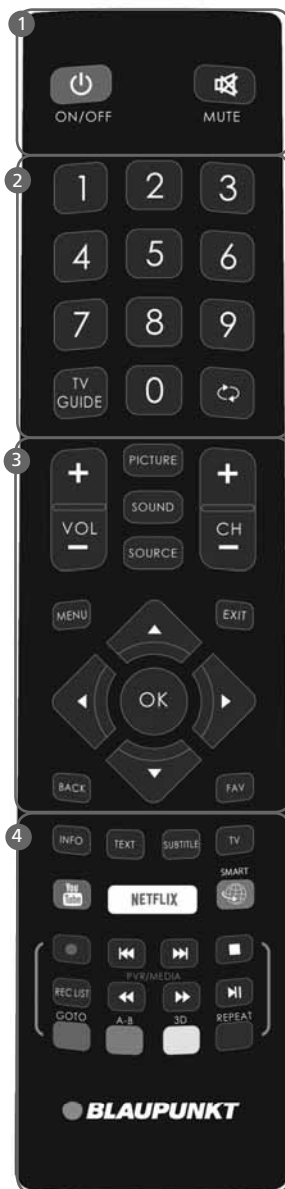 1
ON/OFF MUTE
2
1 2 3
4 5 6
7 8 9
TV GUIDE 0
3
+ PICTURE +
VOL SOUND CH
− SOURCE −
MENU EXIT
OK
BACK FAV
4
INFO TEXT SUBTITLE TV
SMART
You Tube NETFLIX
PVR/MEDIA
REC LIST
GOTO A-B 3D REPEAT
BLAUPUNKT